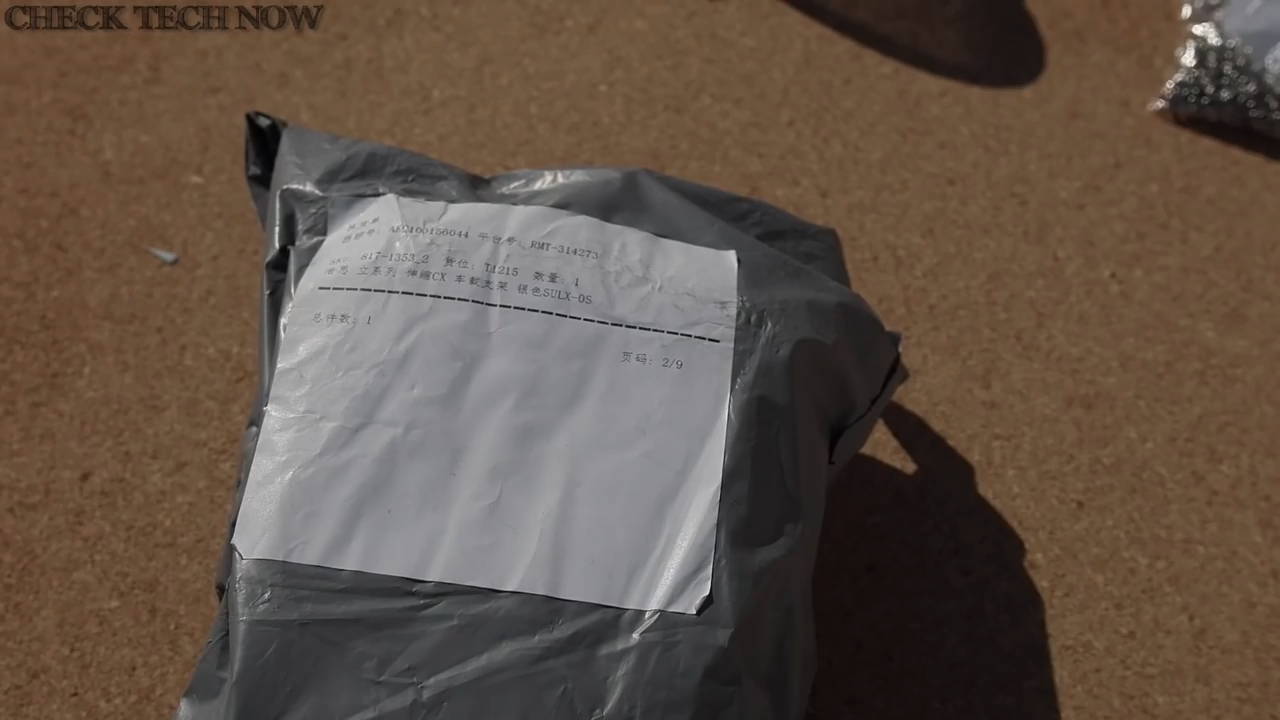 CHECK TECH NOW
平台号: RMT-314273
SKU: 817-1353_2 货位: T1215 数量: 1
立系列 伸缩CX 车载支架 银色SULX-0S
总件数: 1
页码: 2/9